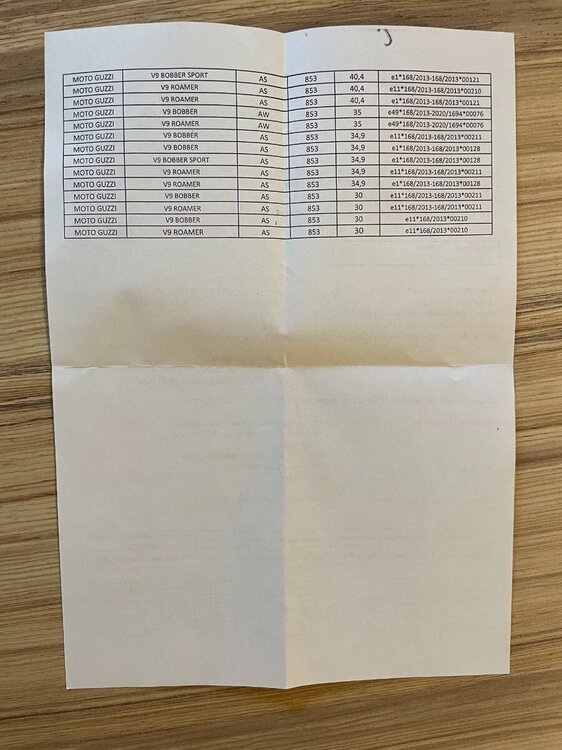 MOTO GUZZI V9 BOBBER SPORT AS 853 40,4 e1*168/2013-168/2013*00121
MOTO GUZZI V9 ROAMER AS 853 40,4 e11*168/2013-168/2013*00210
MOTO GUZZI V9 ROAMER AS 853 40,4 e1*168/2013-168/2013*00121
MOTO GUZZI V9 BOBBER AW 853 35 e49*168/2013-2020/1694*00076
MOTO GUZZI V9 ROAMER AW 853 35 e49*168/2013-2020/1694*00076
MOTO GUZZI V9 BOBBER AS 853 34,9 e11*168/2013-168/2013*00211
MOTO GUZZI V9 BOBBER AS 853 34,9 e1*168/2013-168/2013*00128
MOTO GUZZI V9 BOBBER SPORT AS 853 34,9 e1*168/2013-168/2013*00128
MOTO GUZZI V9 ROAMER AS 853 34,9 e11*168/2013-168/2013*00211
MOTO GUZZI V9 ROAMER AS 853 34,9 e1*168/2013-168/2013*00128
MOTO GUZZI V9 BOBBER AS 853 30 e11*168/2013-168/2013*00211
MOTO GUZZI V9 ROAMER AS 853 30 e11*168/2013-168/2013*00211
MOTO GUZZI V9 BOBBER AS 853 30 e11*168/2013*00210
MOTO GUZZI V9 ROAMER AS 853 30 e11*168/2013*00210